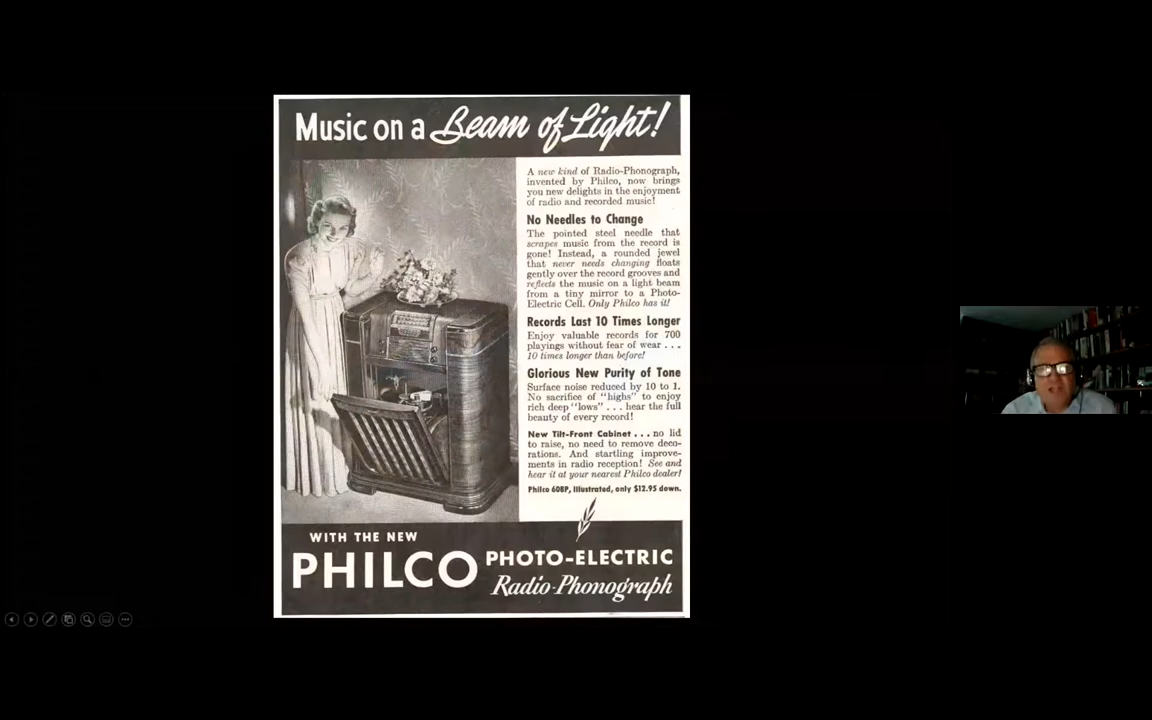 Music on a Beam of Light!
A new kind of Radio-Phonograph,
invented by Philco, now brings
you new delights in the enjoyment
of radio and recorded music!
No Needles to Change
The pointed steel needle that
scrapes music from the record is
gone! Instead, a rounded jewel
that never needs changing floats
gently over the record grooves and
reflects the music on a light beam
from a tiny mirror to a Photo-
Electric Cell. Only Philco has it!
Records Last 10 Times Longer
Enjoy valuable records for 700
playings without fear of wear . . .
10 times longer than before!
Glorious New Purity of Tone
Surface noise reduced by 10 to 1.
No sacrifice of "highs" to enjoy
rich deep "lows" . . . hear the full
beauty of every record!
New Tilt-Front Cabinet . . . no lid
to raise, no need to remove deco-
rations. And startling improve-
ments in radio reception! See and
hear it at your nearest Philco dealer!
Philco 608P, Illustrated, only $12.95 down.
WITH THE NEW
PHILCO PHOTO-ELECTRIC
Radio-Phonograph